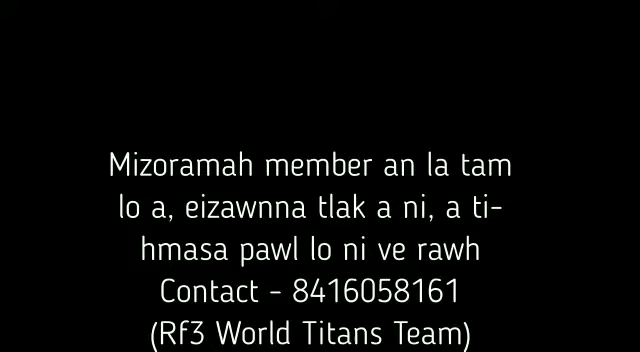 Mizoramah member an la tam
lo a, eizawnna tlak a ni, a ti-
hmasa pawl lo ni ve rawh
Contact - 8416058161
(Rf3 World Titans Team)